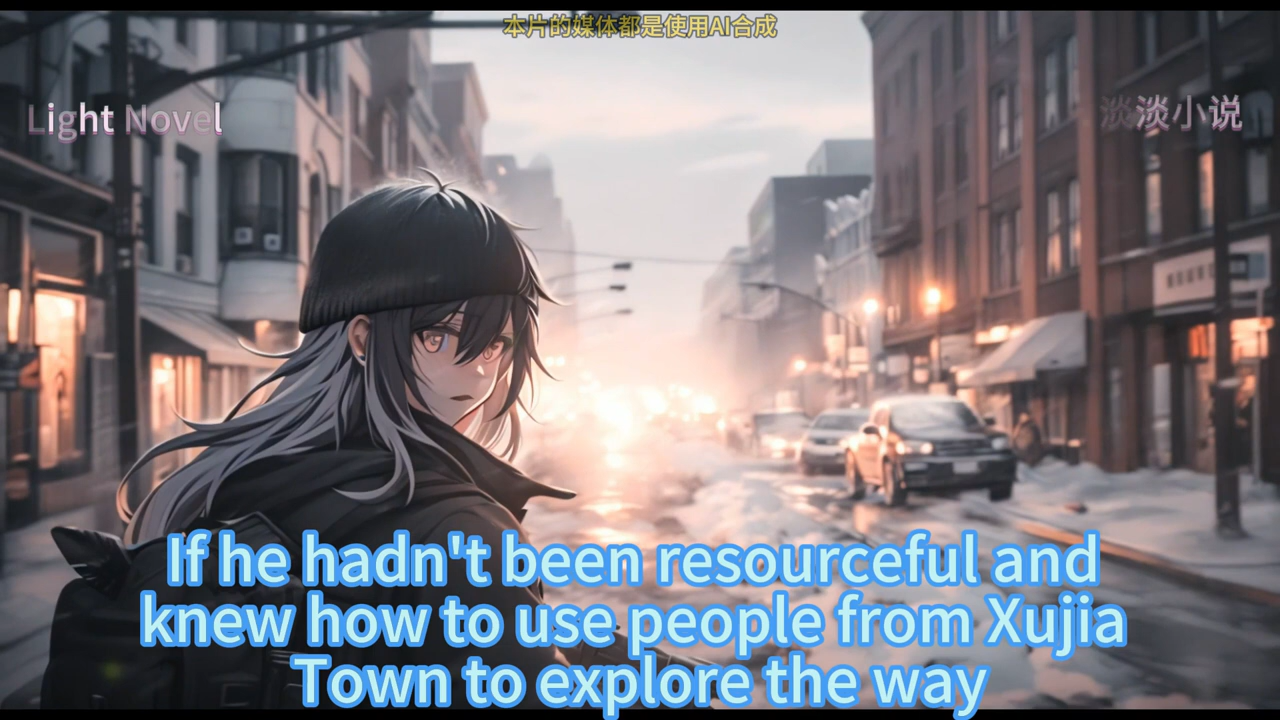 本片的媒体都是使用AI合成
Light Novel
淡淡小说
If he hadn't been resourceful and
knew how to use people from Xujia
Town to explore the way